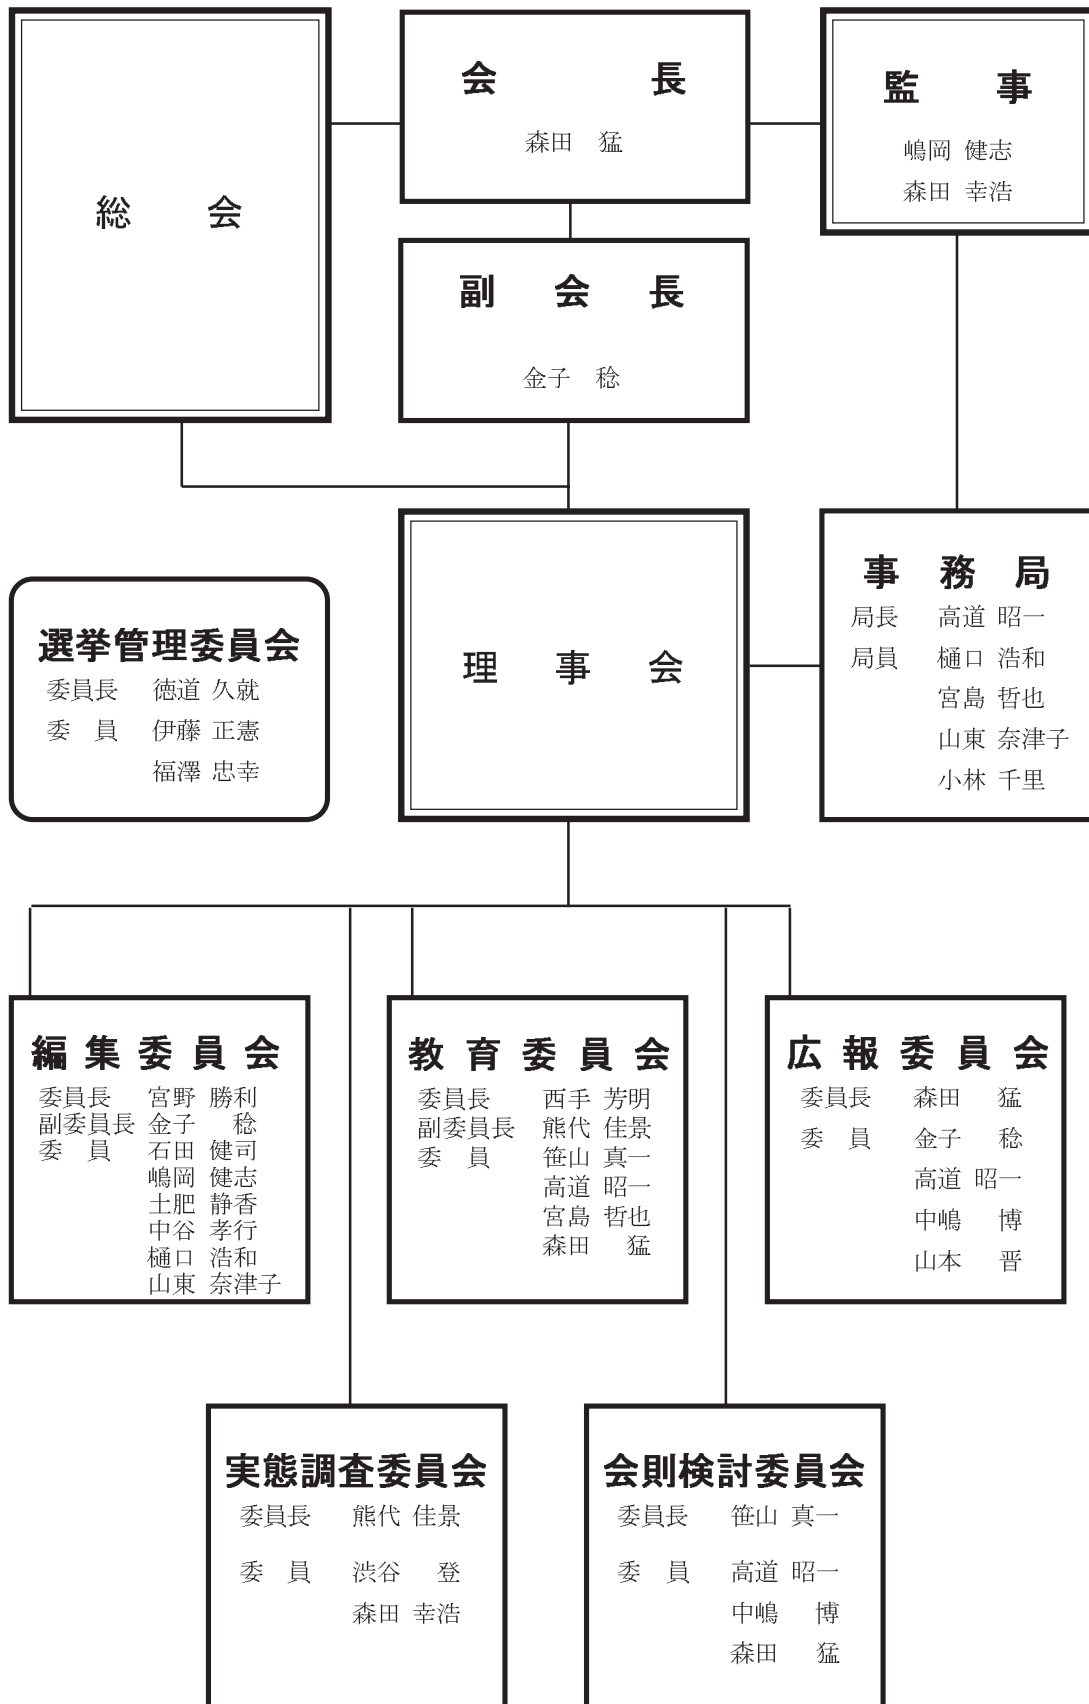 総 会
会 長
森田 猛
監 事
嶋岡 健志
森田 幸浩
副 会 長
金子 稔
理 事 会
事 務 局
局長 高道 昭一
局員 樋口 浩和
宮島 哲也
山東 奈津子
小林 千里
選挙管理委員会
委員長 徳道 久就
委 員 伊藤 正憲
福澤 忠幸
編 集 委 員 会
委員長 宮野 勝利
副委員長 金子 稔
委 員 石田 健司
嶋岡 健志
土肥 静香
中谷 孝行
樋口 浩和
山東 奈津子
教 育 委 員 会
委員長 西手 芳明
副委員長 熊代 佳景
委 員 笹山 真一
高道 昭一
宮島 哲也
森田 猛
広 報 委 員 会
委員長 森田 猛
委 員 金子 稔
高道 昭一
中嶋 博
山本 晋
実態調査委員会
委員長 熊代 佳景
委 員 渋谷 登
森田 幸浩
会則検討委員会
委員長 笹山 真一
委 員 高道 昭一
中嶋 博
森田 猛